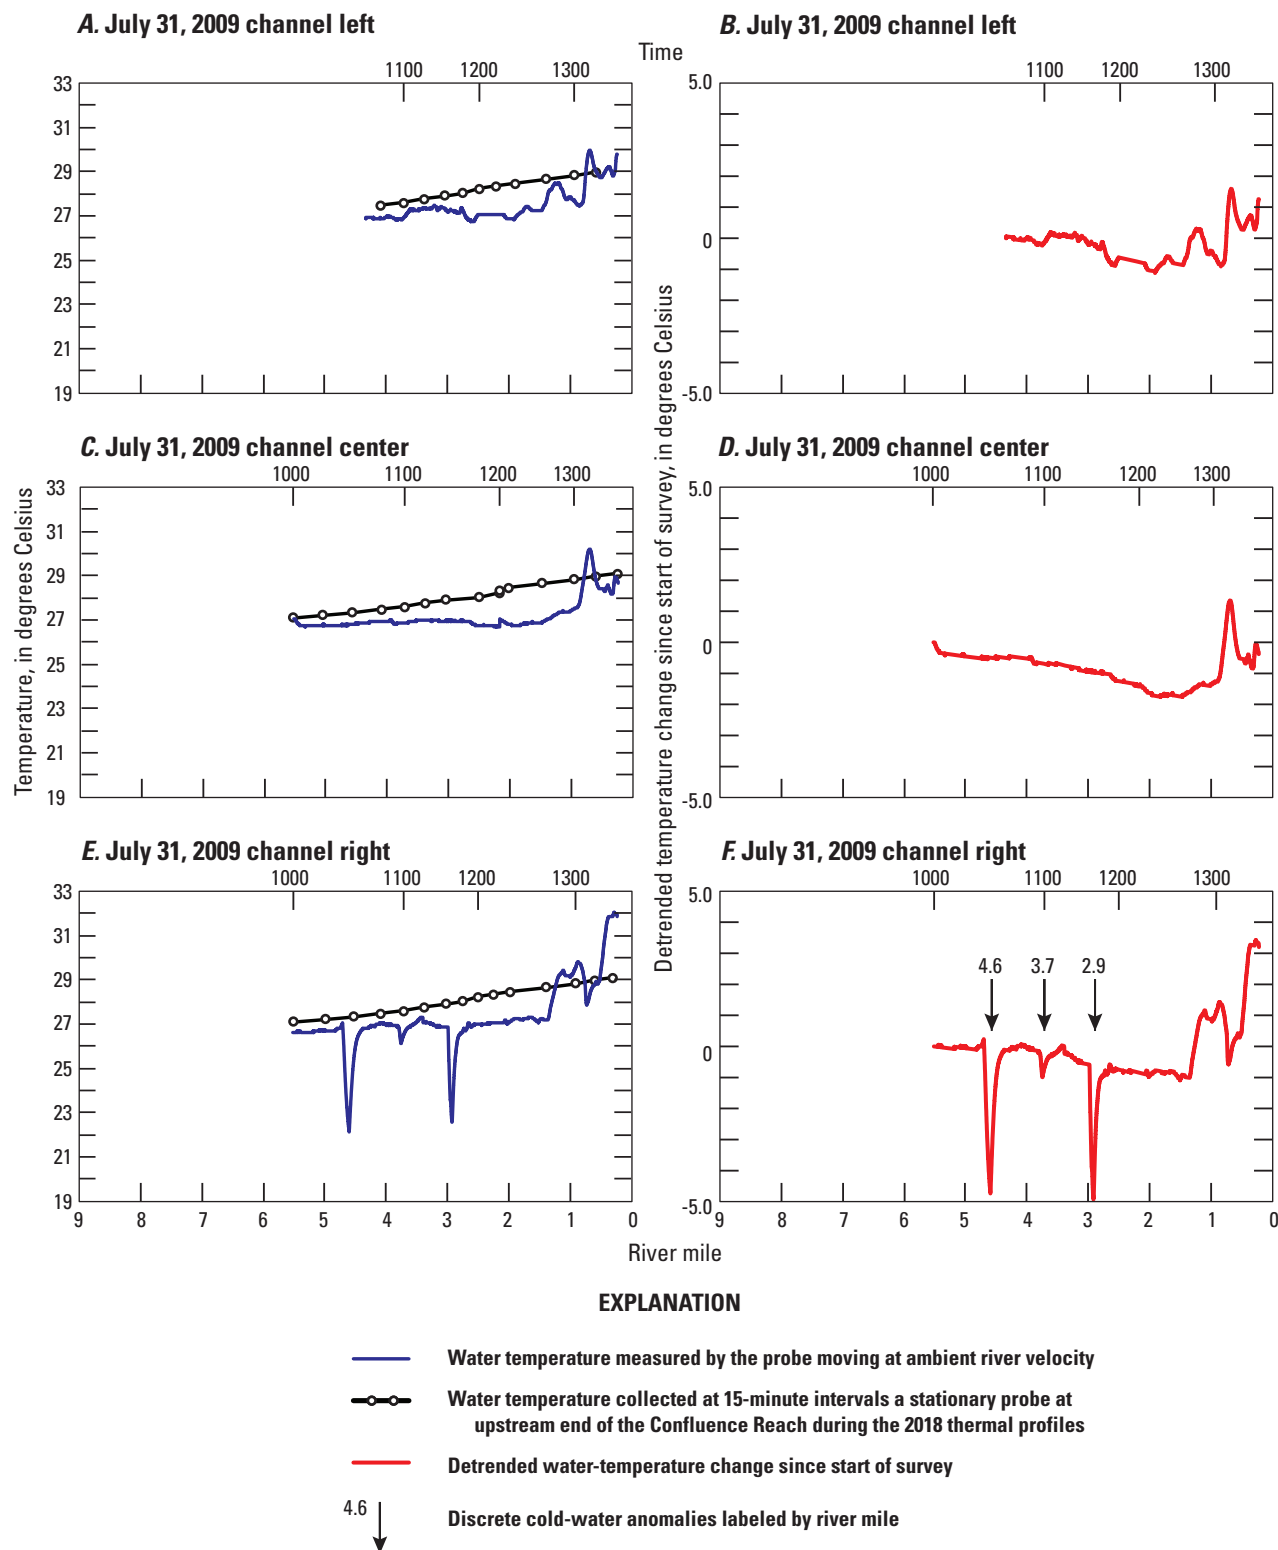 A. July 31, 2009 channel left
B. July 31, 2009 channel left
Time
1100 1200 1300
1100 1200 1300
33
31
29
27
25
23
21
19
5.0
0
-5.0
C. July 31, 2009 channel center
D. July 31, 2009 channel center
1000 1100 1200 1300
1000 1100 1200 1300
33
31
29
27
25
23
21
19
5.0
0
-5.0
Temperature, in degrees Celsius
Detrended temperature change since start of survey, in degrees Celsius
E. July 31, 2009 channel right
F. July 31, 2009 channel right
1000 1100 1200 1300
1000 1100 1200 1300
33
31
29
27
25
23
21
19
5.0
0
-5.0
4.6 3.7 2.9
9 8 7 6 5 4 3 2 1 0
9 8 7 6 5 4 3 2 1 0
River mile
EXPLANATION
Water temperature measured by the probe moving at ambient river velocity
Water temperature collected at 15-minute intervals a stationary probe at
upstream end of the Confluence Reach during the 2018 thermal profiles
Detrended water-temperature change since start of survey
4.6
Discrete cold-water anomalies labeled by river mile